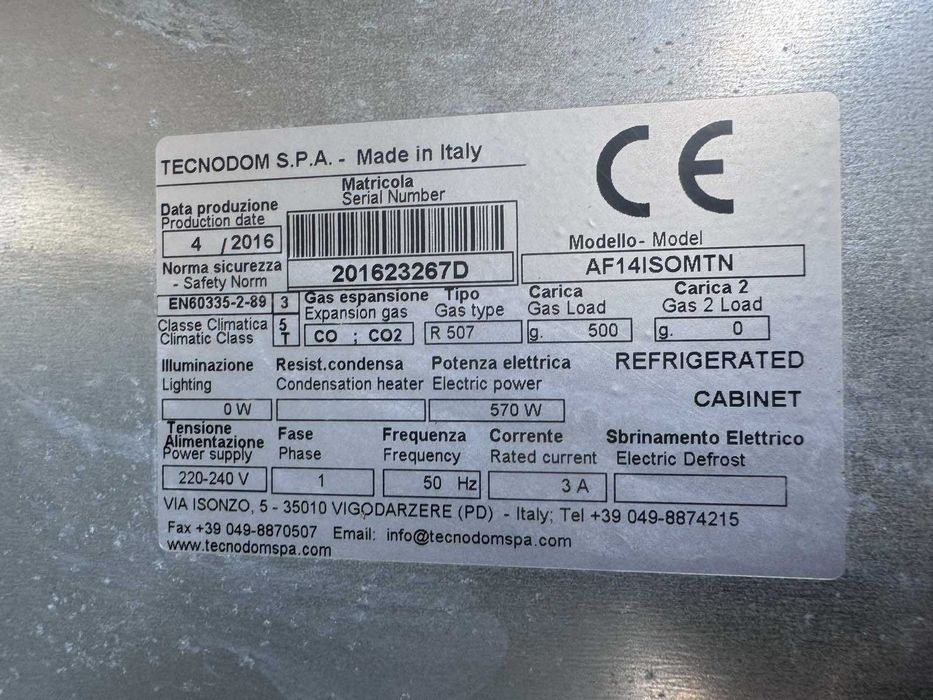 TECNODOM S.P.A. - Made in Italy
CE
Data produzione
Production date
4 / 2016
Matricola
Serial Number
201623267D
Modello- Model
AF14ISOMTN
Norma sicurezza
- Safety Norm
EN60335-2-89 3
Classe Climatica
Climatic Class
5
T
Gas espansione
Expansion gas
CO ; CO2
Tipo
Gas type
R 507
Carica
Gas Load
g. 500
Carica 2
Gas 2 Load
g. 0
REFRIGERATED
CABINET
Illuminazione
Lighting
0 W
Resist.condensa
Condensation heater
Potenza elettrica
Electric power
570 W
Tensione
Alimentazione
Power supply
220-240 V
Fase
Phase
1
Frequenza
Frequency
50 Hz
Corrente
Rated current
3 A
Sbrinamento Elettrico
Electric Defrost
VIA ISONZO, 5 - 35010 VIGODARZERE (PD) - Italy; Tel +39 049-8874215
Fax +39 049-8870507 Email: info@tecnodomspa.com
www.tecnodomspa.com